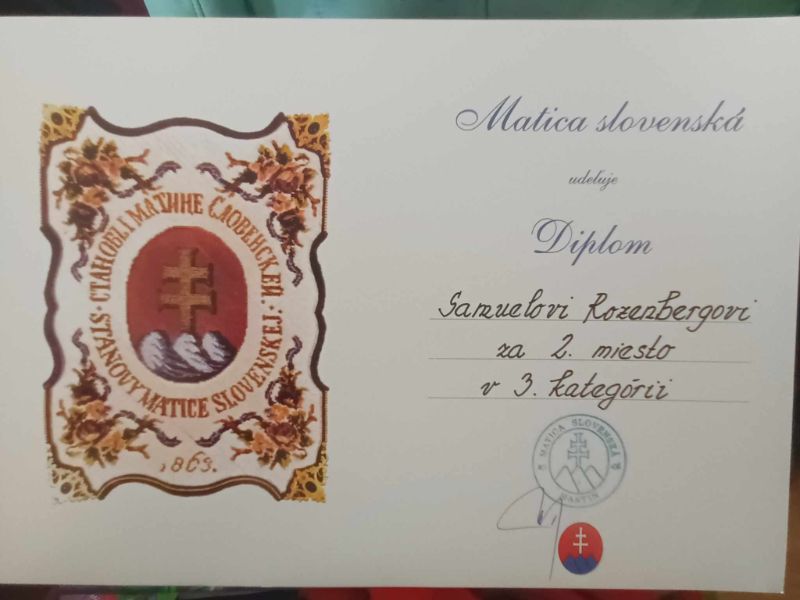 СТАНОВЫ МАТИЦЕ СЛОВЕНСКЕЙ.
STANOVY MATICE SLOVENSKEJ.
1863.
Matica slovenská
udeľuje
Diplom
Samuelovi Rozenbergovi
za 2. miesto
v 3. kategórii
MATICA SLOVENSKÁ
MARTIN